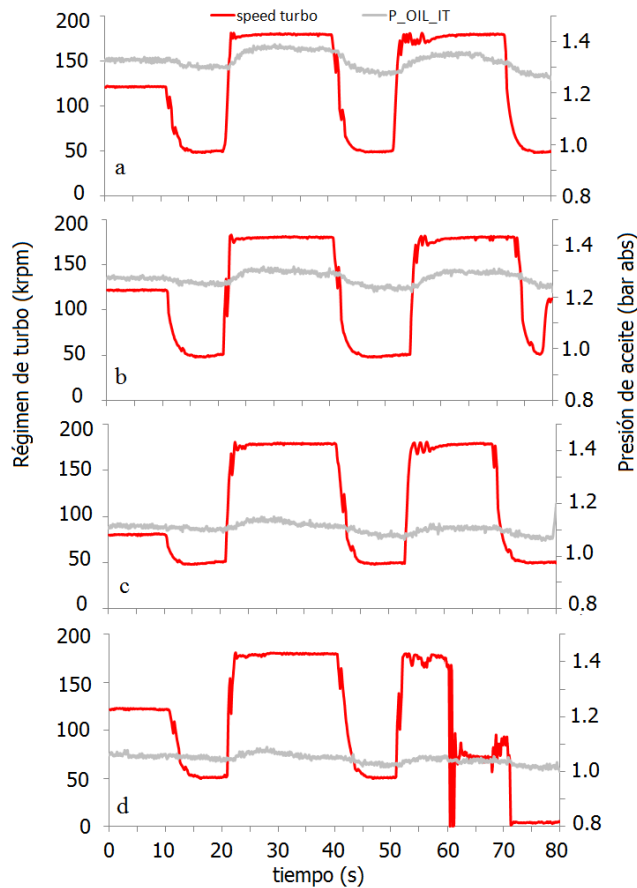 speed turbo P_OIL_IT
200 150 100 50 0
1.4 1.2 1.0 0.8
a
200 150 100 50 0
1.4 1.2 1.0 0.8
b
200 150 100 50 0
1.4 1.2 1.0 0.8
c
200 150 100 50 0
1.4 1.2 1.0 0.8
d
0 10 20 30 40 50 60 70 80
tiempo (s)
Régimen de turbo (krpm)
Presión de aceite (bar abs)